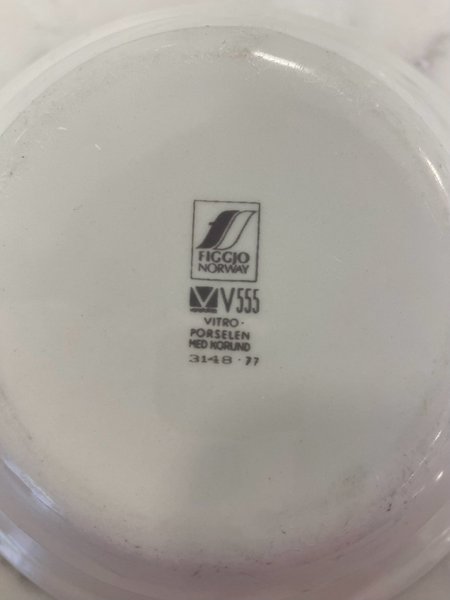 FIGGJO
NORWAY
V555
VITRO-
PORSELEN
MED KORUND
3148 · 77